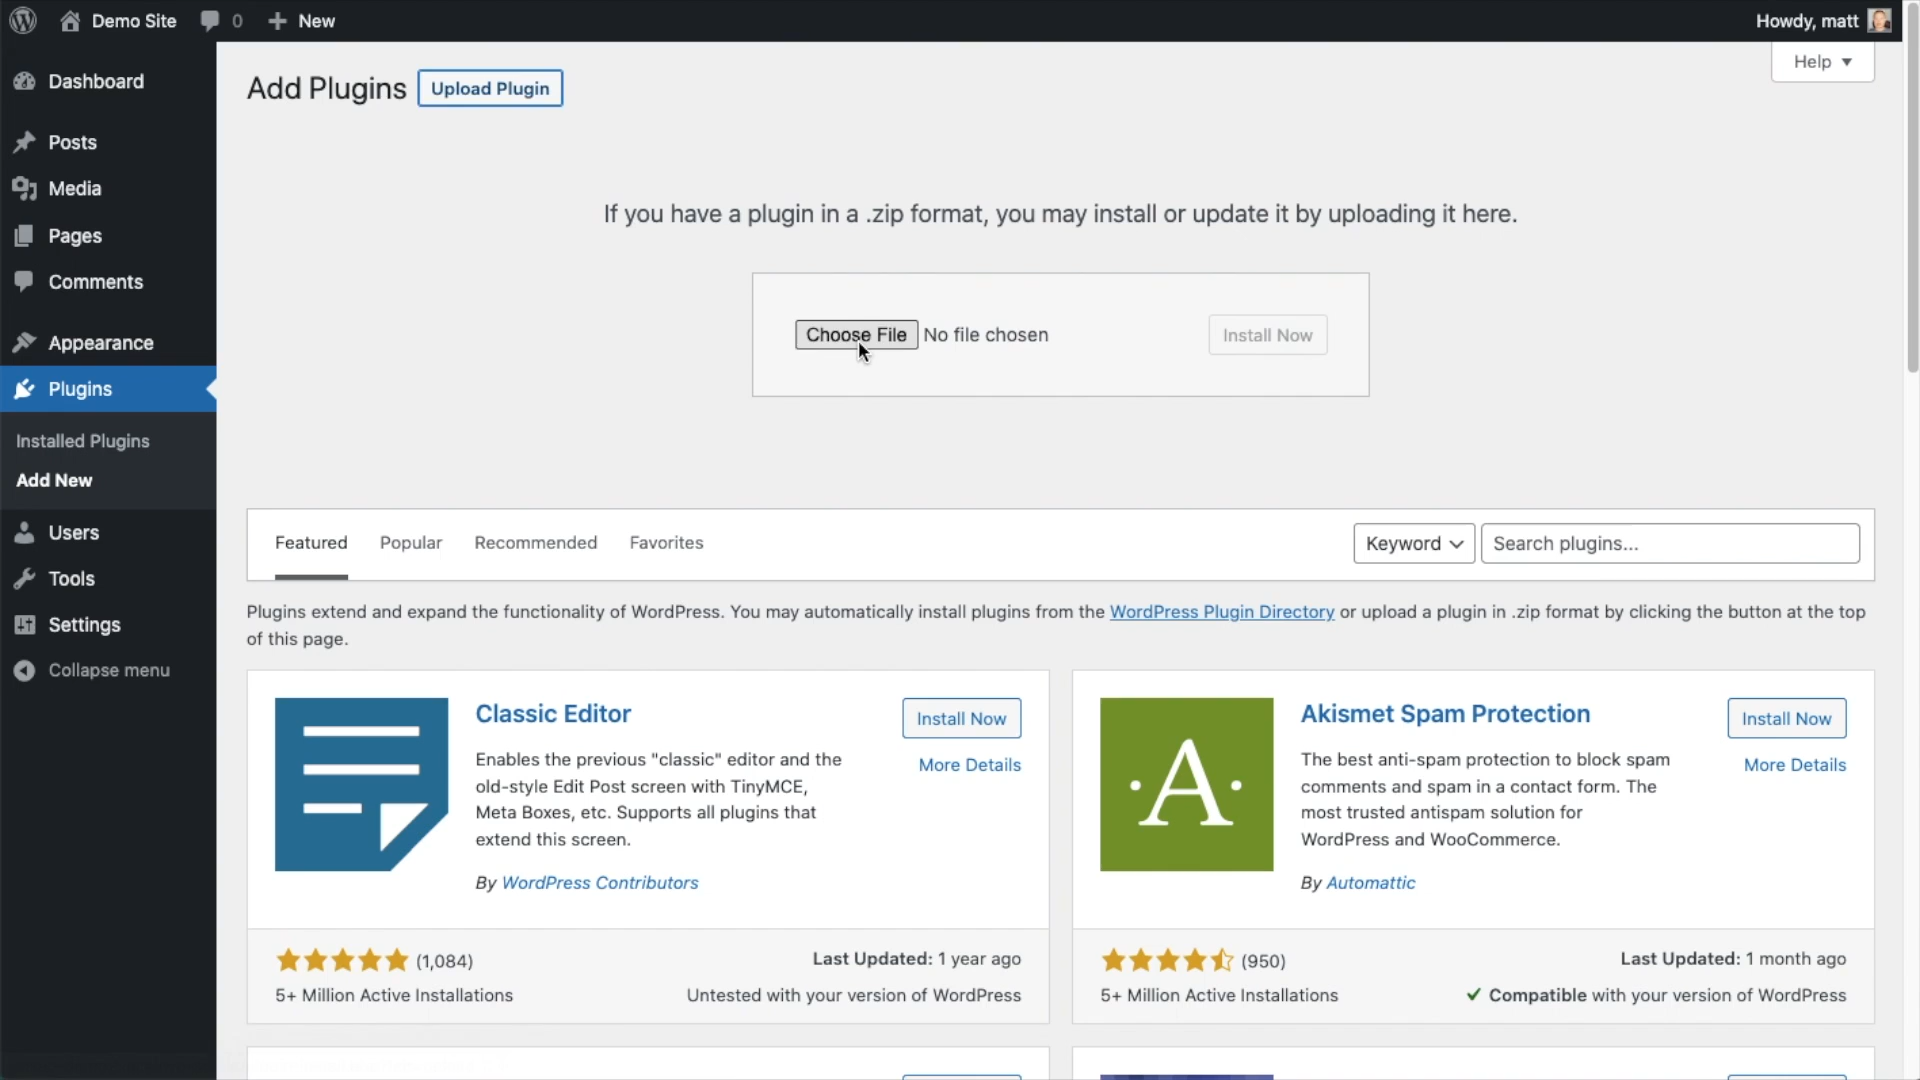 Demo Site
0
New
Howdy, matt
Help
Dashboard
Posts
Media
Pages
Comments
Appearance
Plugins
Installed Plugins
Add New
Users
Tools
Settings
Collapse menu
Add Plugins
Upload Plugin
If you have a plugin in a .zip format, you may install or update it by uploading it here.
Choose File No file chosen
Install Now
Featured
Popular
Recommended
Favorites
Keyword
Search plugins...
Plugins extend and expand the functionality of WordPress. You may automatically install plugins from the WordPress Plugin Directory or upload a plugin in .zip format by clicking the button at the top
of this page.
Classic Editor
Install Now
More Details
Enables the previous "classic" editor and the
old-style Edit Post screen with TinyMCE,
Meta Boxes, etc. Supports all plugins that
extend this screen.
By WordPress Contributors
(1,084)
Last Updated: 1 year ago
5+ Million Active Installations
Untested with your version of WordPress
A
Akismet Spam Protection
Install Now
More Details
The best anti-spam protection to block spam
comments and spam in a contact form. The
most trusted antispam solution for
WordPress and WooCommerce.
By Automattic
(950)
Last Updated: 1 month ago
5+ Million Active Installations
Compatible with your version of WordPress